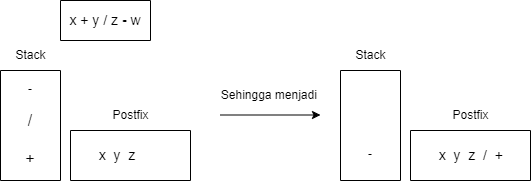 x + y / z - w
Stack
-
/
+
Postfix
x y z
Sehingga menjadi
Stack
-
Postfix
x y z / +